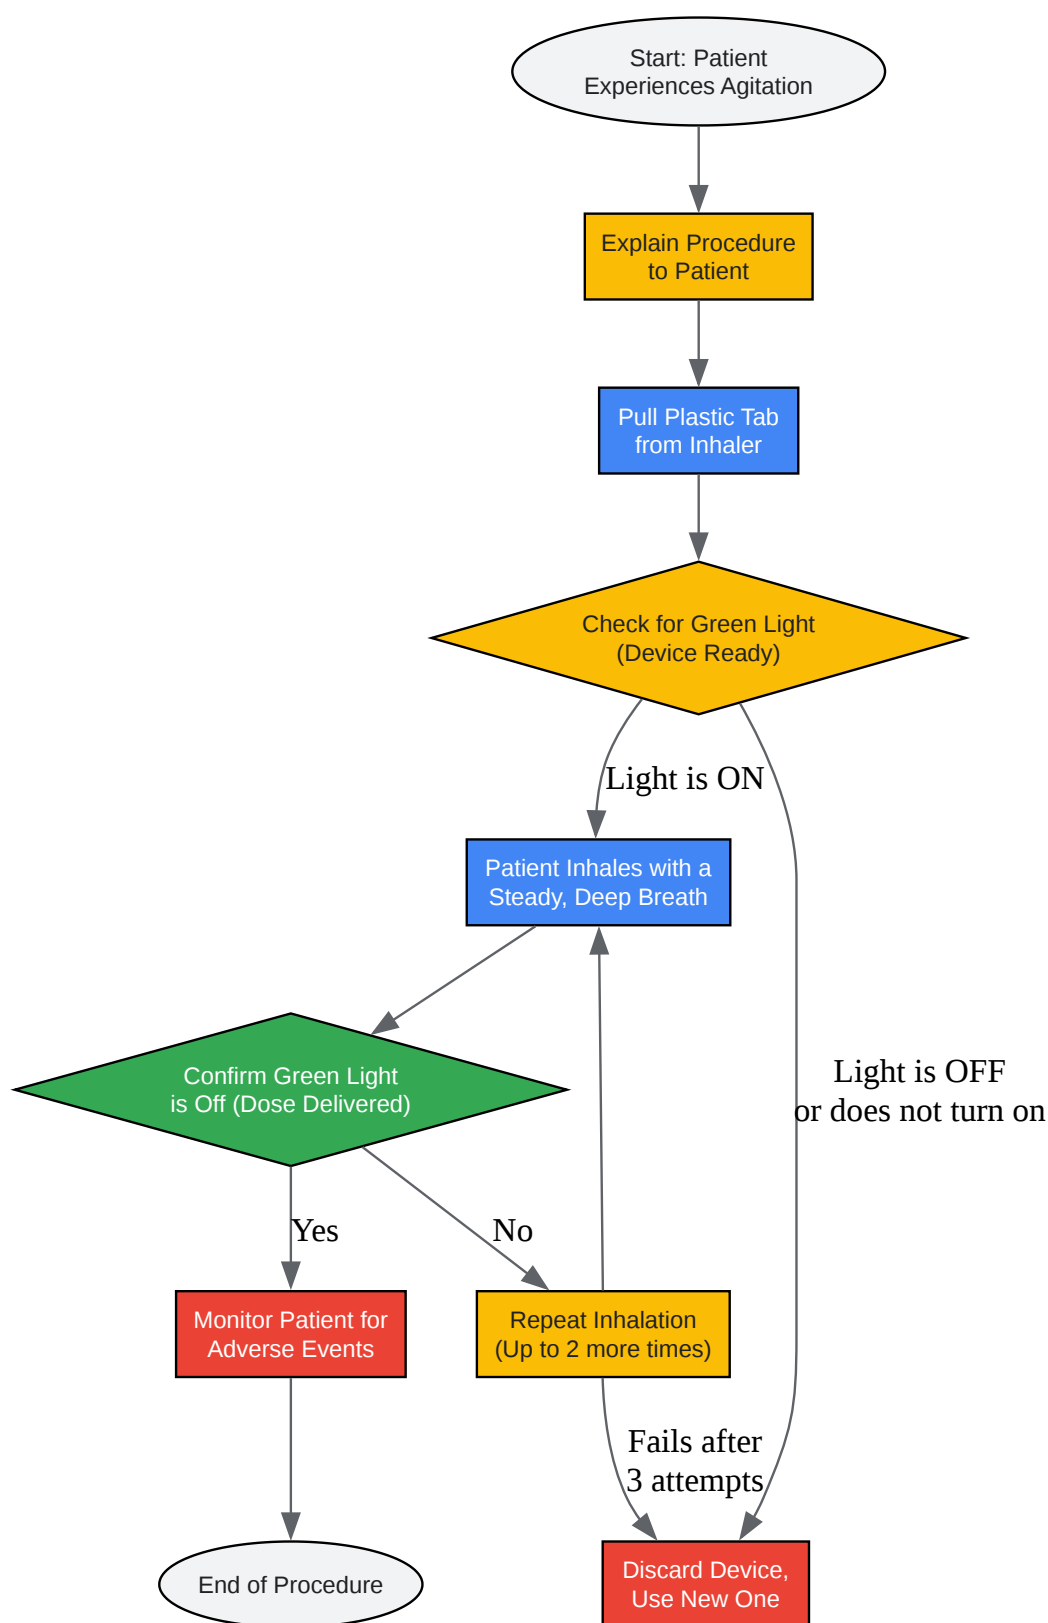 Start: Patient
Experiences Agitation
Explain Procedure
to Patient
Pull Plastic Tab
from Inhaler
Check for Green Light
(Device Ready)
Light is ON
Patient Inhales with a
Steady, Deep Breath
Light is OFF
or does not turn on
Confirm Green Light
is Off (Dose Delivered)
Yes
No
Monitor Patient for
Adverse Events
Repeat Inhalation
(Up to 2 more times)
Fails after
3 attempts
End of Procedure
Discard Device,
Use New One